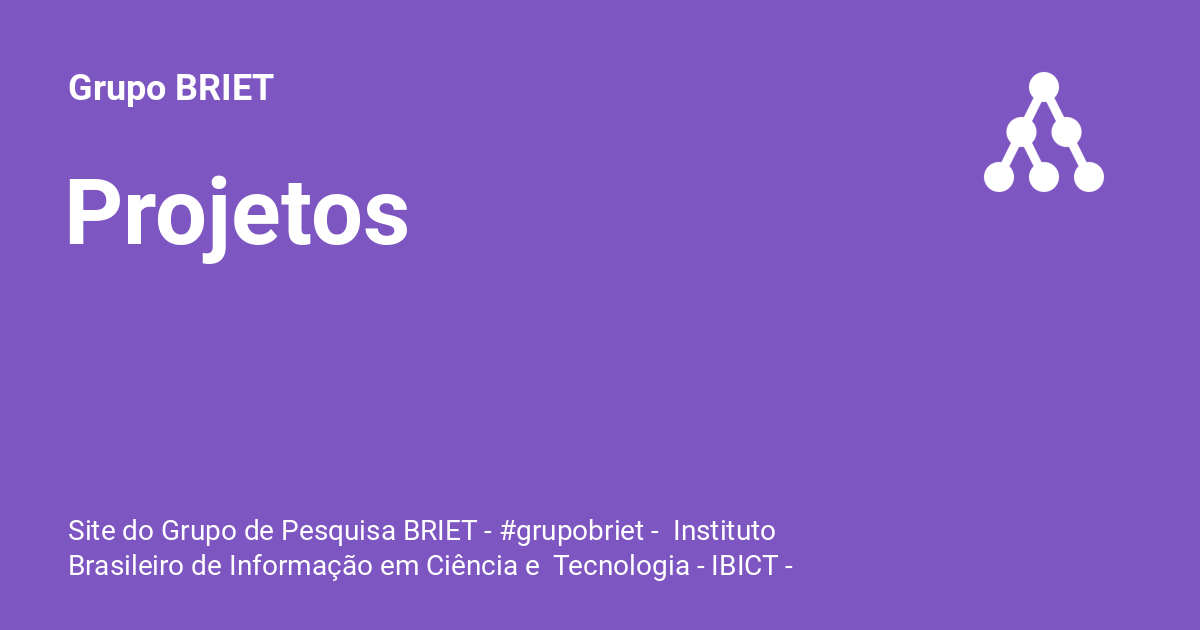 Grupo BRIET
Projetos
Site do Grupo de Pesquisa BRIET - #grupobriet -  Instituto
Brasileiro de Informação em Ciência e  Tecnologia - IBICT -